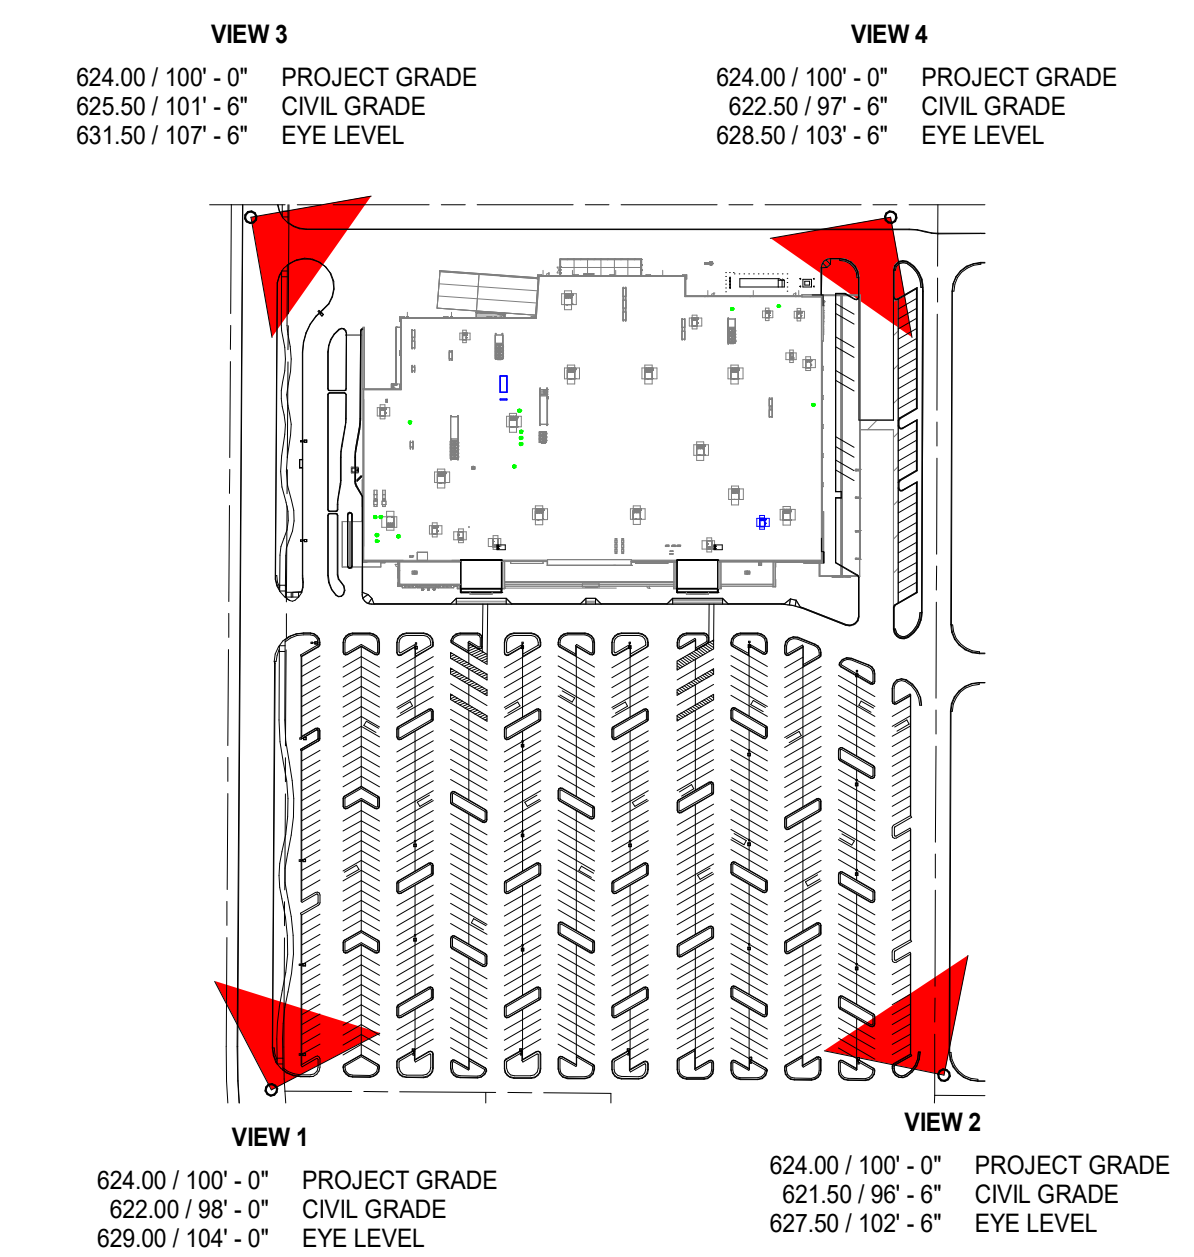 VIEW 3
624.00 / 100' - 0" PROJECT GRADE
625.50 / 101' - 6" CIVIL GRADE
631.50 / 107' - 6" EYE LEVEL
VIEW 4
624.00 / 100' - 0" PROJECT GRADE
622.50 / 97' - 6" CIVIL GRADE
628.50 / 103' - 6" EYE LEVEL
VIEW 1
624.00 / 100' - 0" PROJECT GRADE
622.00 / 98' - 0" CIVIL GRADE
629.00 / 104' - 0" EYE LEVEL
VIEW 2
624.00 / 100' - 0" PROJECT GRADE
621.50 / 96' - 6" CIVIL GRADE
627.50 / 102' - 6" EYE LEVEL